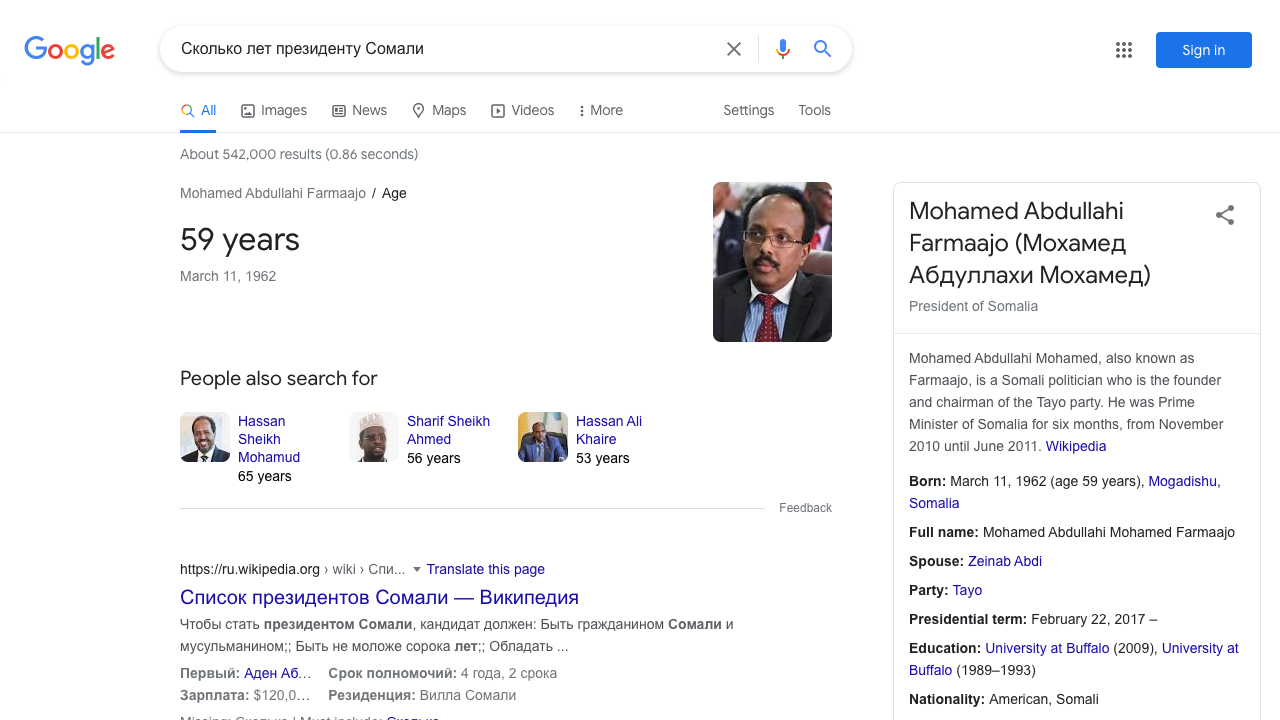 Google
Сколько лет президенту Сомали
Sign in
All Images News Maps Videos More Settings Tools
About 542,000 results (0.86 seconds)
Mohamed Abdullahi Farmaajo / Age
59 years
March 11, 1962
People also search for
Hassan
Sheikh
Mohamud
65 years
Sharif Sheikh
Ahmed
56 years
Hassan Ali
Khaire
53 years
Feedback
https://ru.wikipedia.org › wiki › Спи... Translate this page
Список президентов Сомали — Википедия
Чтобы стать президентом Сомали, кандидат должен: Быть гражданином Сомали и
мусульманином;; Быть не моложе сорока лет;; Обладать ...
Первый: Аден Аб... Срок полномочий: 4 года, 2 срока
Зарплата: $120,0... Резиденция: Вилла Сомали
Missing: Сколько | Must include: Сколько
Mohamed Abdullahi
Farmaajo (Мохамед
Абдуллахи Мохамед)
President of Somalia
Mohamed Abdullahi Mohamed, also known as
Farmaajo, is a Somali politician who is the founder
and chairman of the Tayo party. He was Prime
Minister of Somalia for six months, from November
2010 until June 2011. Wikipedia
Born: March 11, 1962 (age 59 years), Mogadishu,
Somalia
Full name: Mohamed Abdullahi Mohamed Farmaajo
Spouse: Zeinab Abdi
Party: Tayo
Presidential term: February 22, 2017 –
Education: University at Buffalo (2009), University at
Buffalo (1989–1993)
Nationality: American, Somali